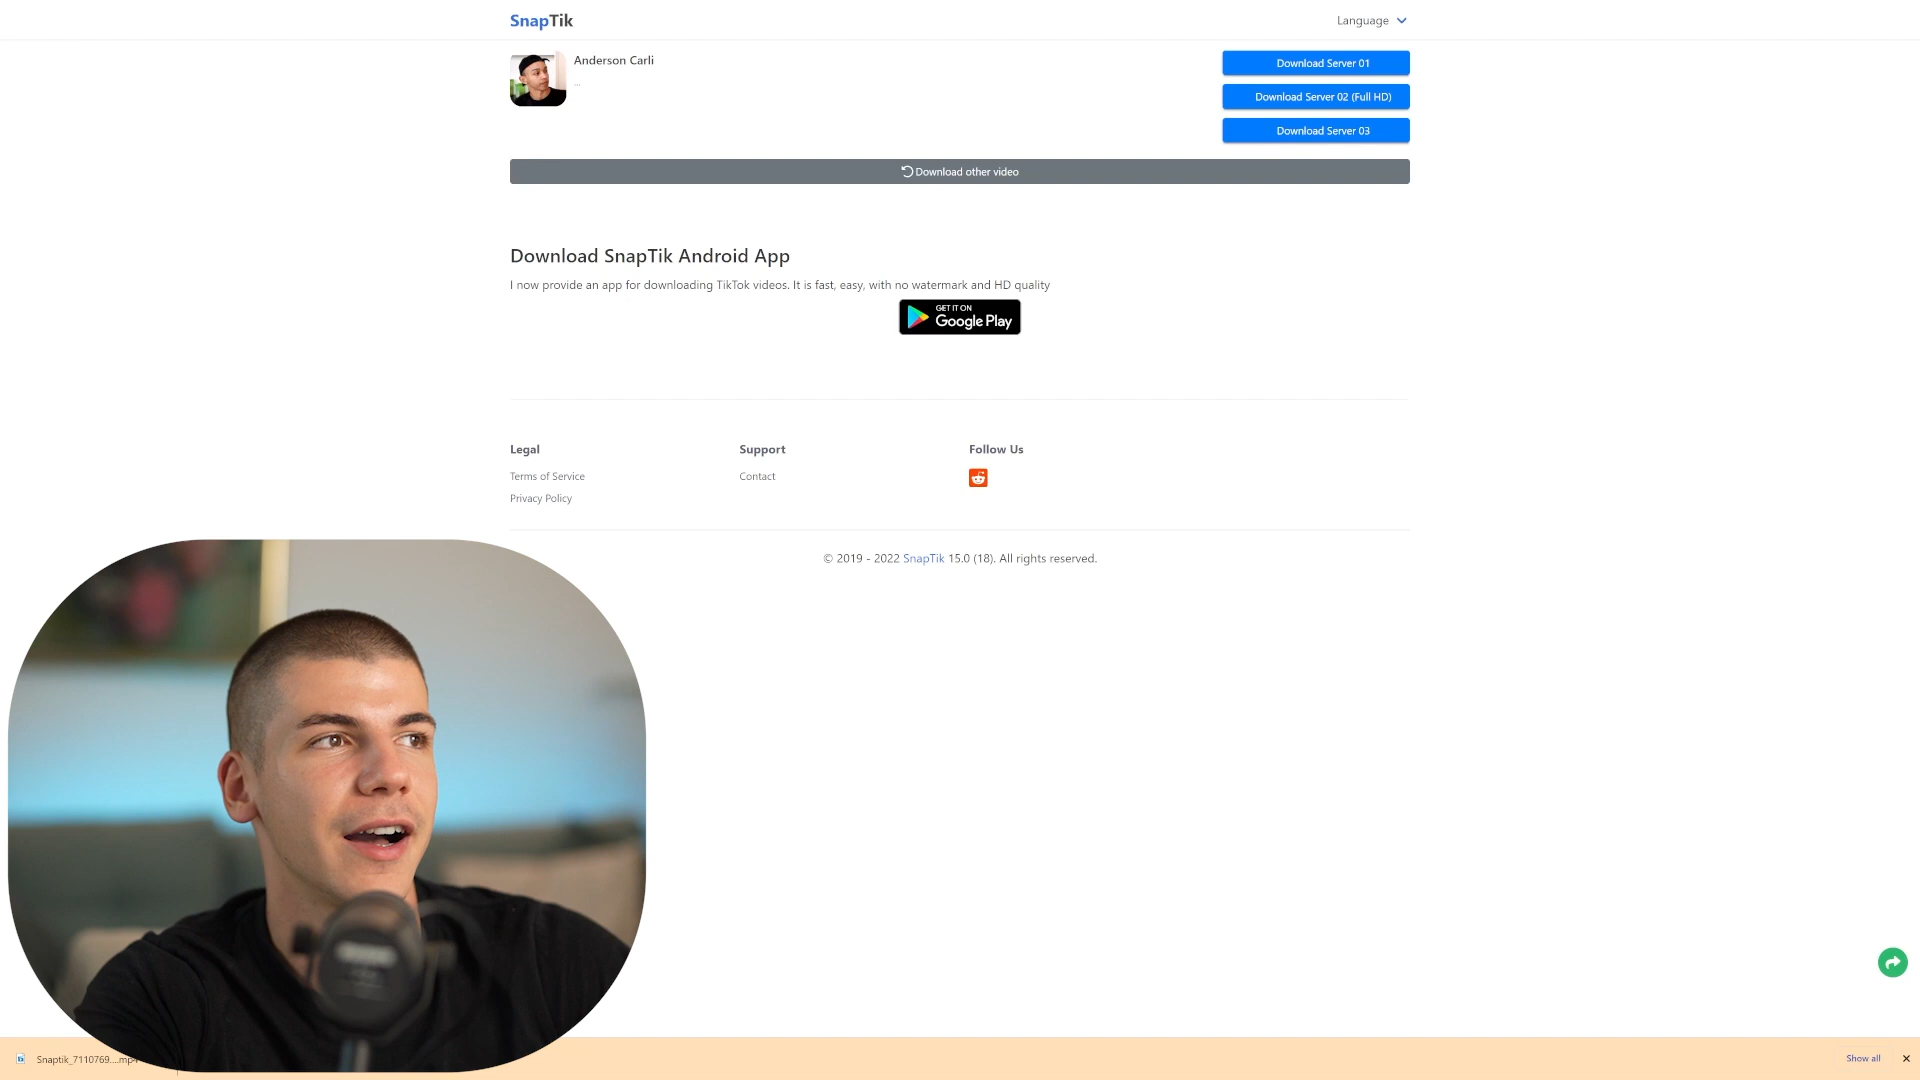 SnapTik
Language
Anderson Carli
...
Download Server 01
Download Server 02 (Full HD)
Download Server 03
Download other video
Download SnapTik Android App
I now provide an app for downloading TikTok videos. It is fast, easy, with no watermark and HD quality
GET IT ON
Google Play
Legal
Support
Follow Us
Terms of Service
Contact
Privacy Policy
© 2019 - 2022 SnapTik 15.0 (18). All rights reserved.
Snaptik_7110769....mp4
Show all